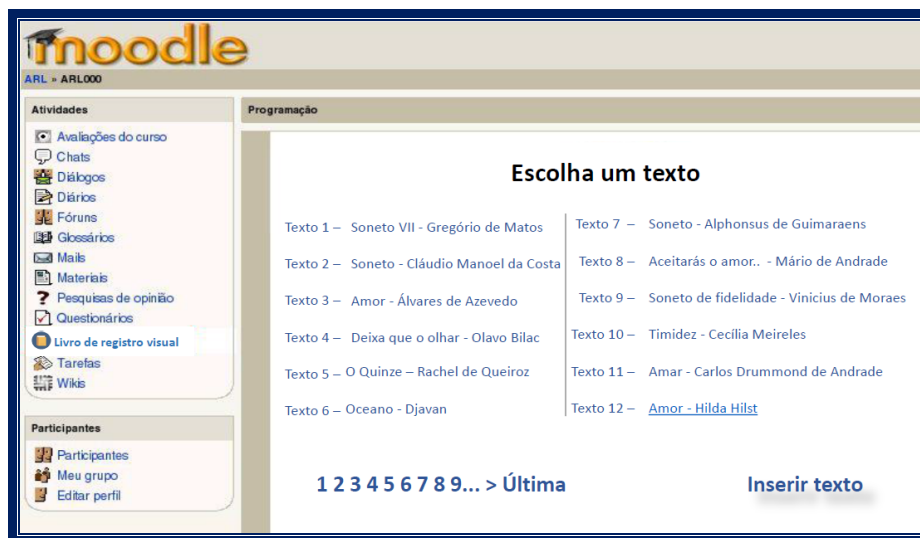 moodle
ARL » ARL000
Atividades
Avaliações do curso
Chats
Diálogos
Diários
Fóruns
Glossários
Mails
Materiais
Pesquisas de opinião
Questionários
Livro de registro visual
Tarefas
Wikis
Participantes
Participantes
Meu grupo
Editar perfil
Programação
Escolha um texto
Texto 1 – Soneto VII - Gregório de Matos
Texto 2 – Soneto - Cláudio Manoel da Costa
Texto 3 – Amor - Álvares de Azevedo
Texto 4 – Deixa que o olhar - Olavo Bilac
Texto 5 – O Quinze – Rachel de Queiroz
Texto 6 – Oceano - Djavan
Texto 7 – Soneto - Alphonsus de Guimaraens
Texto 8 – Aceitarás o amor.. - Mário de Andrade
Texto 9 – Soneto de fidelidade - Vinicius de Moraes
Texto 10 – Timidez - Cecília Meireles
Texto 11 – Amar - Carlos Drummond de Andrade
Texto 12 – Amor - Hilda Hilst
1 2 3 4 5 6 7 8 9... > Última
Inserir texto